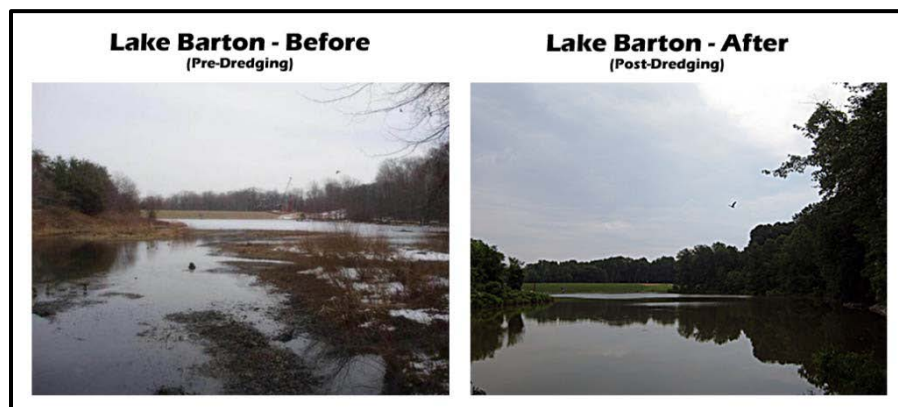 Lake Barton - Before
(Pre-Dredging)
Lake Barton - After
(Post-Dredging)